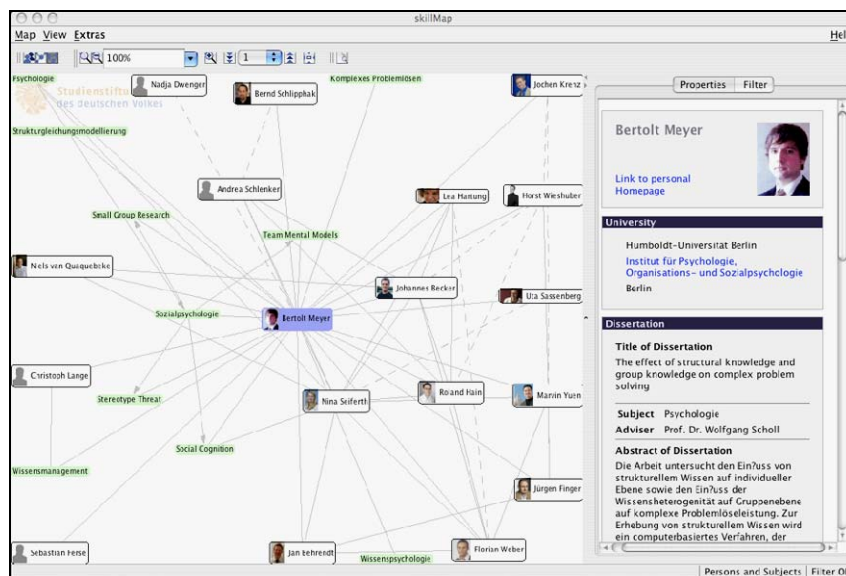 skillMap
Map View Extras
Hel
100%
1
Psychologie
Nadja Dwenger
Komplexes Problemlösen
Bernd Schlipphak
Jochen Krenz
Studienstiftung
des deutschen Volkes
Strukturgleichungsmodellierung
Andrea Schlenker
Lea Hartung
Horst Wieshuber
Small Group Research
Team Mental Models
Niels van Quaquebeke
Johannes Becker
Uta Sassenberg
Sozialpsychologie
Bertolt Meyer
Christoph Lange
Roland Hain
Marvin Yuen
Stereotype Threat
Nina Seiferth
Social Cognition
Wissensmanagement
Jürgen Finger
Sebastian Feise
Jan Behrendt
Florian Weber
Wissenspsychologie
Properties Filter
Bertolt Meyer
Link to personal
Homepage
University
Humboldt-Universität Berlin
Institut für Psychologie,
Organisations- und Sozialpsychologie
Berlin
Dissertation
Title of Dissertation
The effect of structural knowledge and
group knowledge on complex problem
solving
Subject Psychologie
Adviser Prof. Dr. Wolfgang Scholl
Abstract of Dissertation
Die Arbeit untersucht den Ein?uss von
strukturellem Wissen auf individueller
Ebene sowie den Ein?uss der
Wissensheterogenität auf Gruppenebene
auf komplexe Problemlöseleistung. Zur
Erhebung von strukturellem Wissen wird
ein computerbasiertes Verfahren, der
Persons and Subjects Filter O